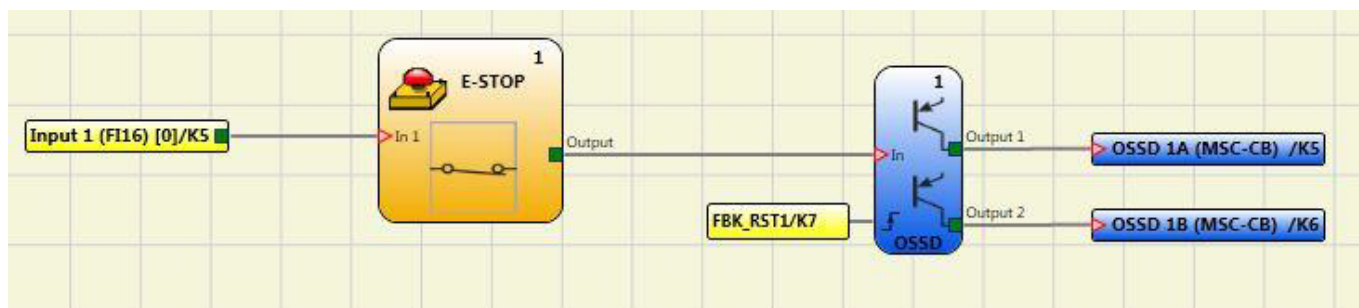 Input 1 (FI16) [0]/K5
1
E-STOP
In 1
Output
1
In
Output 1
Output 2
OSSD
FBK_RST1/K7
OSSD 1A (MSC-CB) /K5
OSSD 1B (MSC-CB) /K6